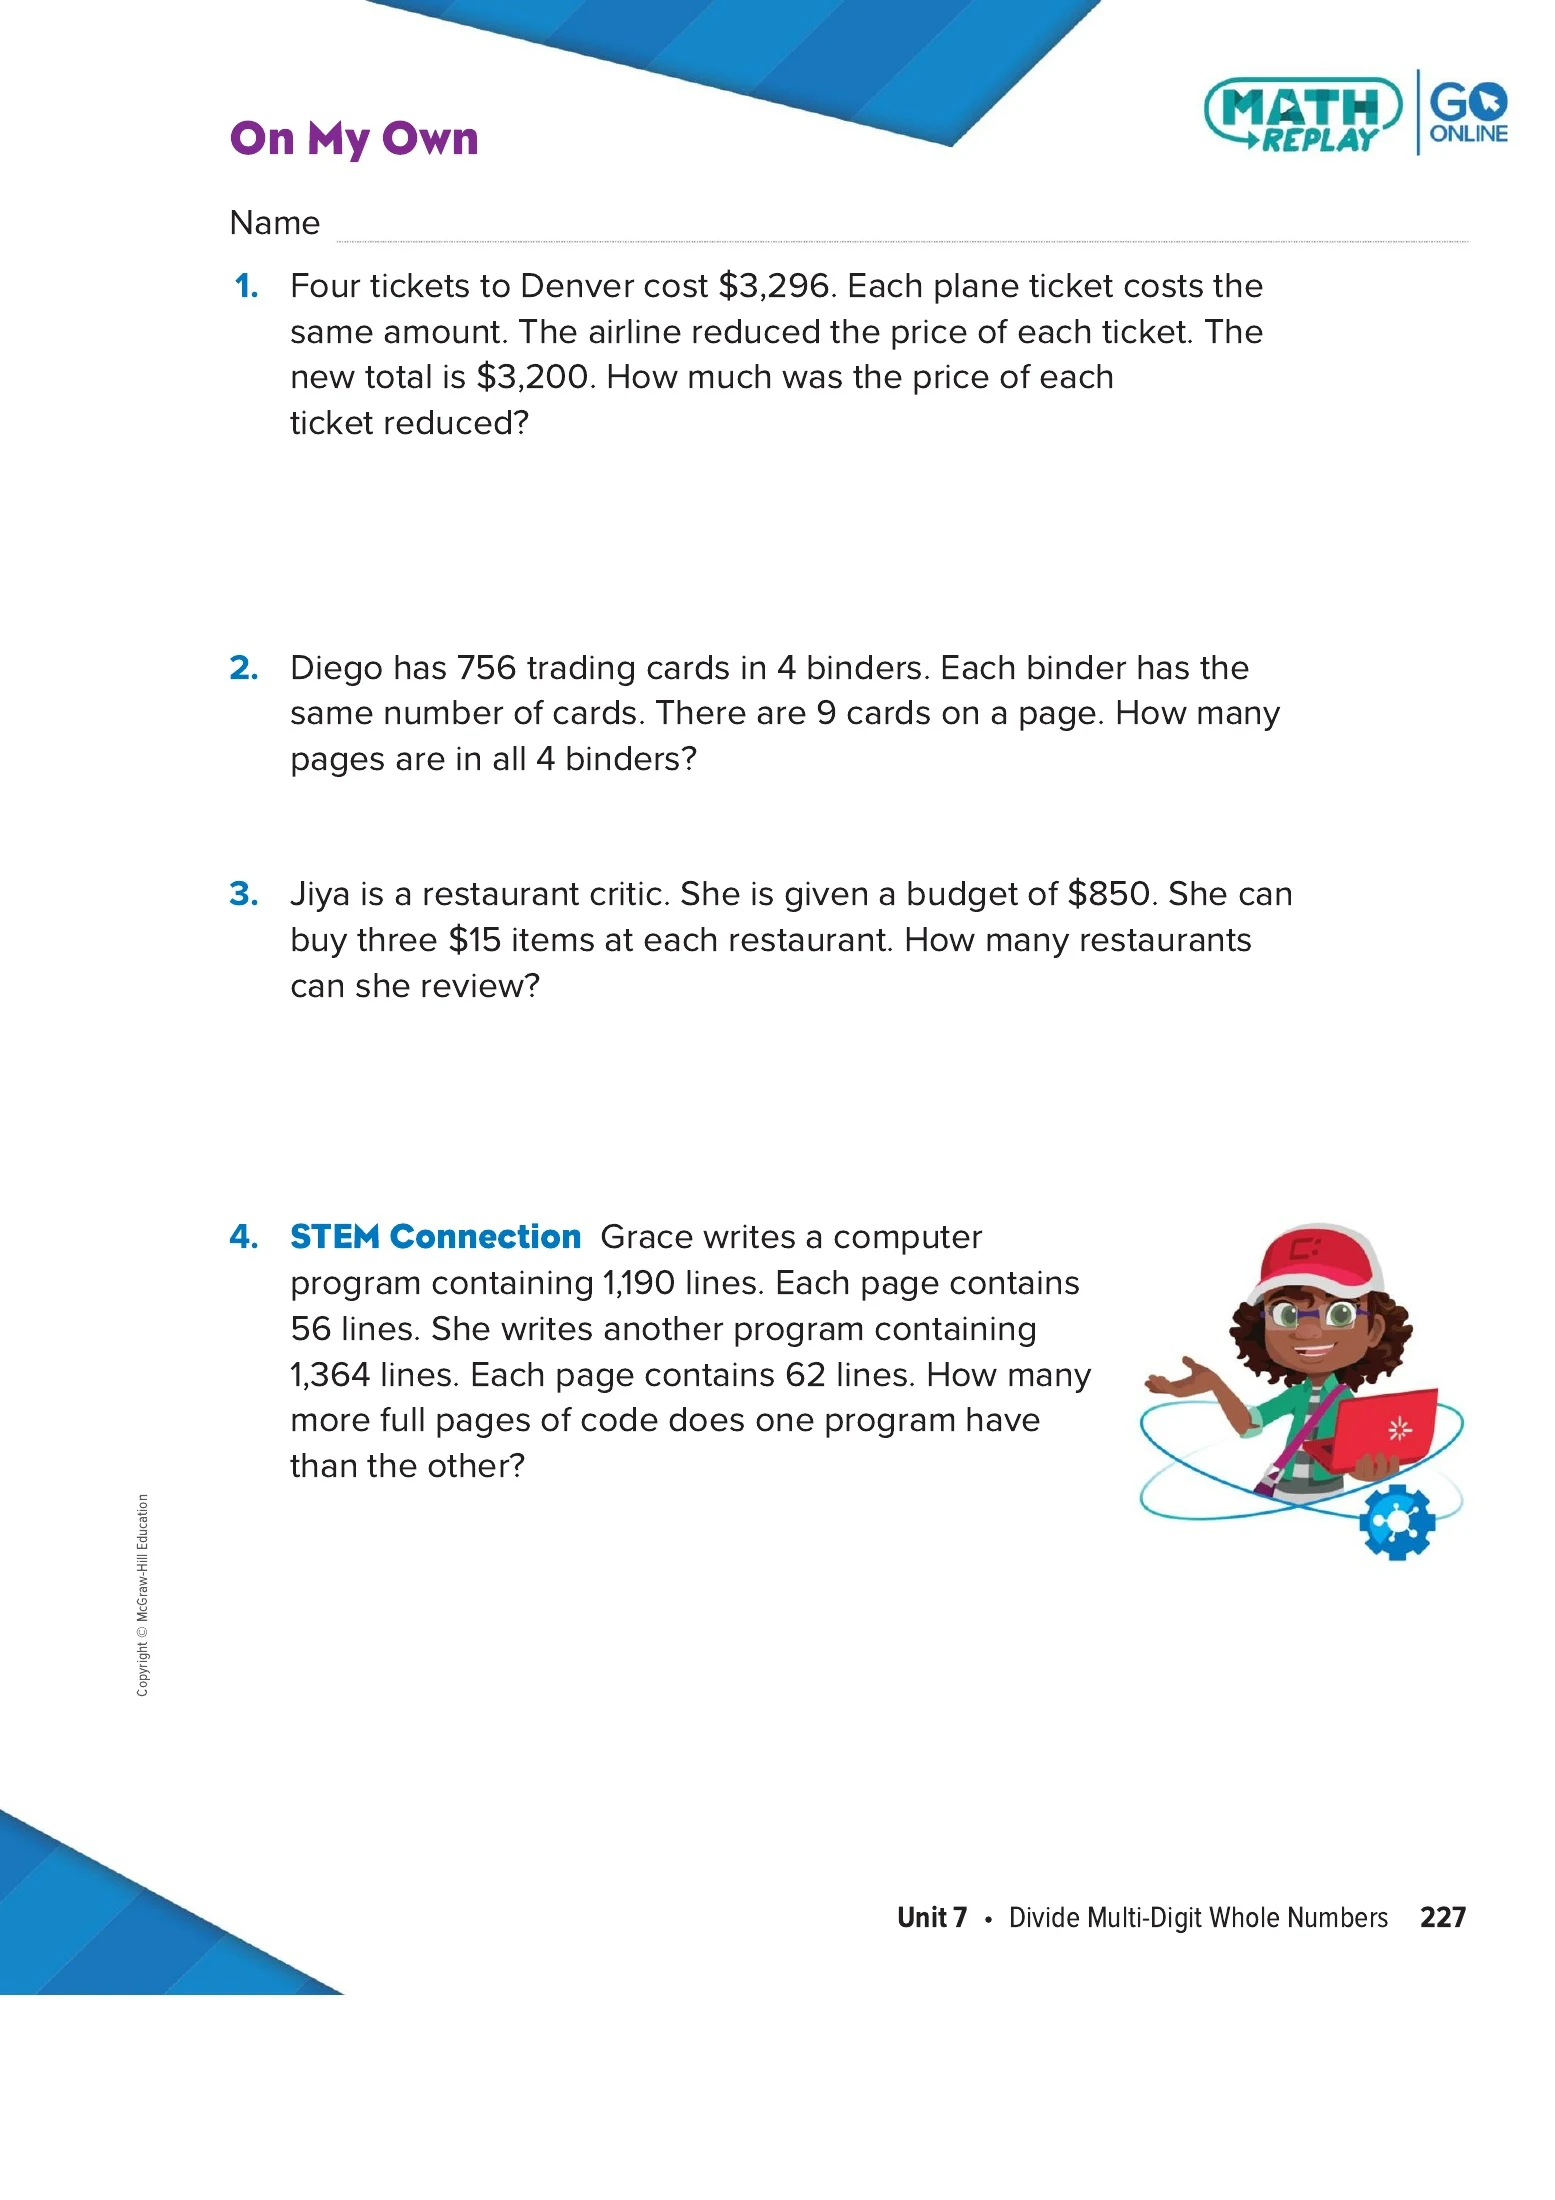 MATH
REPLAY
GO
ONLINE
On My Own
Name
1. Four tickets to Denver cost $3,296. Each plane ticket costs the
same amount. The airline reduced the price of each ticket. The
new total is $3,200. How much was the price of each
ticket reduced?
2. Diego has 756 trading cards in 4 binders. Each binder has the
same number of cards. There are 9 cards on a page. How many
pages are in all 4 binders?
3. Jiya is a restaurant critic. She is given a budget of $850. She can
buy three $15 items at each restaurant. How many restaurants
can she review?
4. STEM Connection Grace writes a computer
program containing 1,190 lines. Each page contains
56 lines. She writes another program containing
1,364 lines. Each page contains 62 lines. How many
more full pages of code does one program have
than the other?
Copyright © McGraw-Hill Education
Unit 7 • Divide Multi-Digit Whole Numbers 227